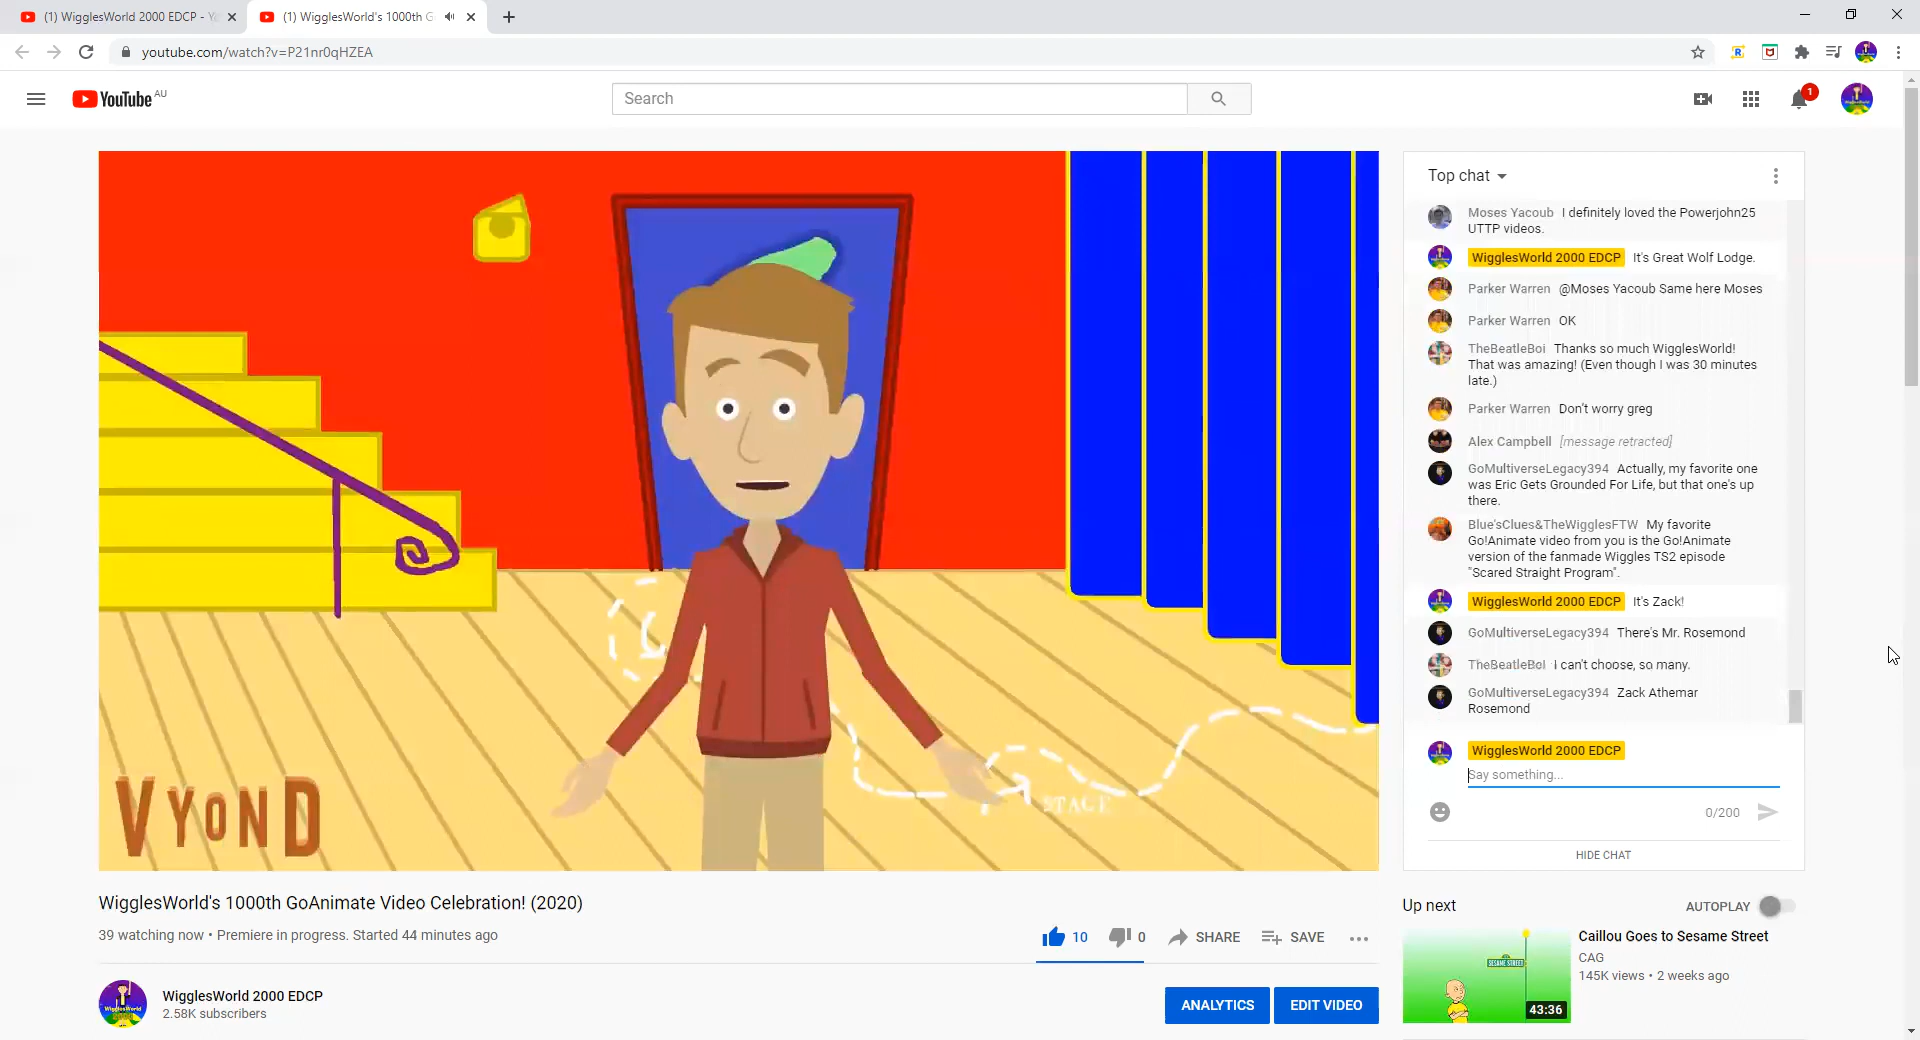 (1) WigglesWorld 2000 EDCP - Y
(1) WigglesWorld's 1000th G
youtube.com/watch?v=P21nr0qHZEA
YouTube AU
Search
1
Top chat
Moses Yacoub I definitely loved the Powerjohn25
UTTP videos.
WigglesWorld 2000 EDCP It's Great Wolf Lodge.
Parker Warren @Moses Yacoub Same here Moses
Parker Warren OK
TheBeatleBoi Thanks so much WigglesWorld!
That was amazing! (Even though I was 30 minutes
late.)
Parker Warren Don't worry greg
Alex Campbell [message retracted]
GoMultiverseLegacy394 Actually, my favorite one
was Eric Gets Grounded For Life, but that one's up
there.
Blue'sClues&TheWigglesFTW My favorite
Go!Animate video from you is the Go!Animate
version of the fanmade Wiggles TS2 episode
"Scared Straight Program".
WigglesWorld 2000 EDCP It's Zack!
GoMultiverseLegacy394 There's Mr. Rosemond
TheBeatleBoi I can't choose, so many.
GoMultiverseLegacy394 Zack Athemar
Rosemond
WigglesWorld 2000 EDCP
Say something...
0/200
HIDE CHAT
STAGE
VYOND
WigglesWorld's 1000th GoAnimate Video Celebration! (2020)
39 watching now • Premiere in progress. Started 44 minutes ago
10
0
SHARE
SAVE
WigglesWorld 2000 EDCP
2.58K subscribers
ANALYTICS
EDIT VIDEO
Up next
AUTOPLAY
SESAME STREET
43:36
Caillou Goes to Sesame Street
CAG
145K views • 2 weeks ago